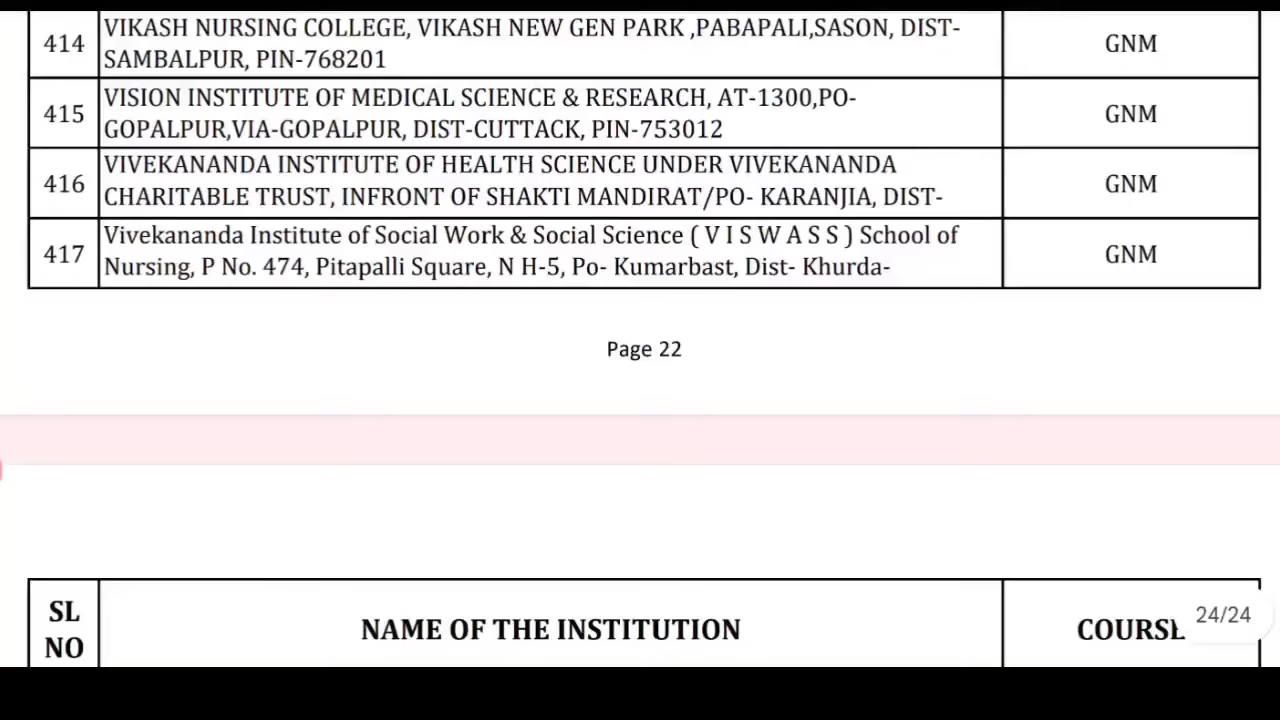 414
VIKASH NURSING COLLEGE, VIKASH NEW GEN PARK ,PABAPALI,SASON, DIST-
SAMBALPUR, PIN-768201
GNM
415
VISION INSTITUTE OF MEDICAL SCIENCE & RESEARCH, AT-1300,PO-
GOPALPUR,VIA-GOPALPUR, DIST-CUTTACK, PIN-753012
GNM
416
VIVEKANANDA INSTITUTE OF HEALTH SCIENCE UNDER VIVEKANANDA
CHARITABLE TRUST, INFRONT OF SHAKTI MANDIRAT/PO- KARANJIA, DIST-
GNM
417
Vivekananda Institute of Social Work & Social Science ( V I S W A S S ) School of
Nursing, P No. 474, Pitapalli Square, N H-5, Po- Kumarbast, Dist- Khurda-
GNM
Page 22
SL
NO
NAME OF THE INSTITUTION
COURSE
24/24